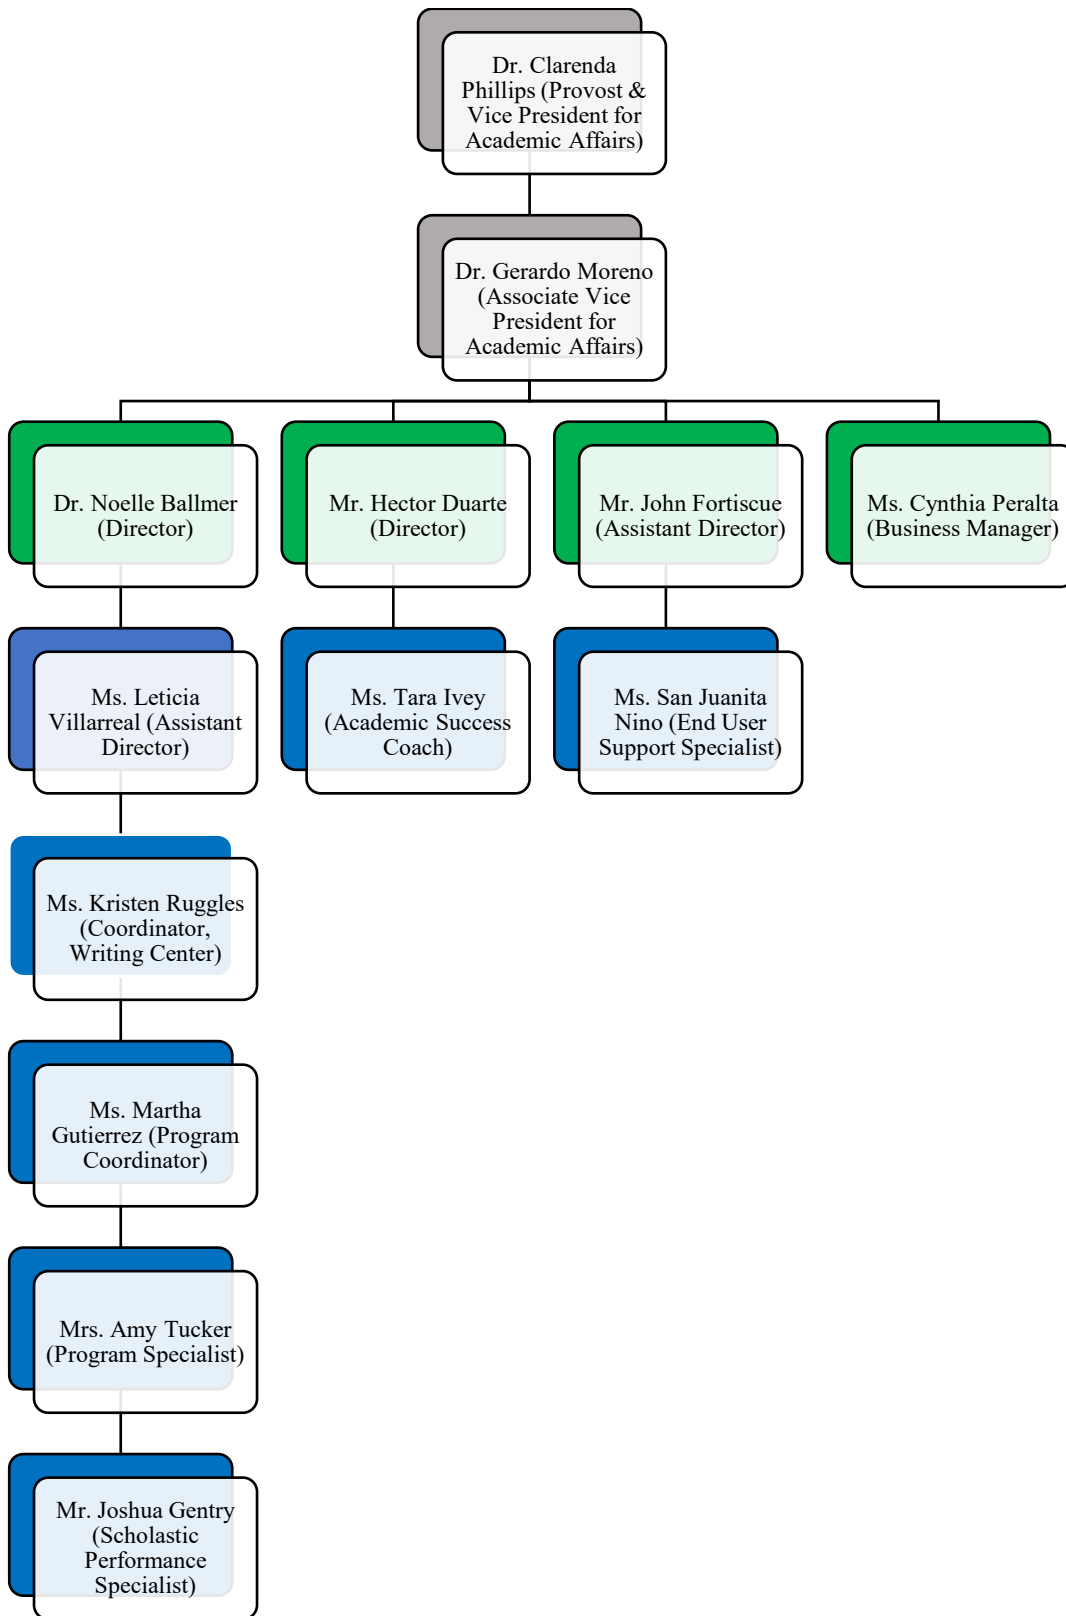 Dr. Clarenda
Phillips (Provost &
Vice President for
Academic Affairs)
Dr. Gerardo Moreno
(Associate Vice
President for
Academic Affairs)
Dr. Noelle Ballmer
(Director)
Mr. Hector Duarte
(Director)
Mr. John Fortiscue
(Assistant Director)
Ms. Cynthia Peralta
(Business Manager)
Ms. Leticia
Villarreal (Assistant
Director)
Ms. Tara Ivey
(Academic Success
Coach)
Ms. San Juanita
Nino (End User
Support Specialist)
Ms. Kristen Ruggles
(Coordinator,
Writing Center)
Ms. Martha
Gutierrez (Program
Coordinator)
Mrs. Amy Tucker
(Program Specialist)
Mr. Joshua Gentry
(Scholastic
Performance
Specialist)